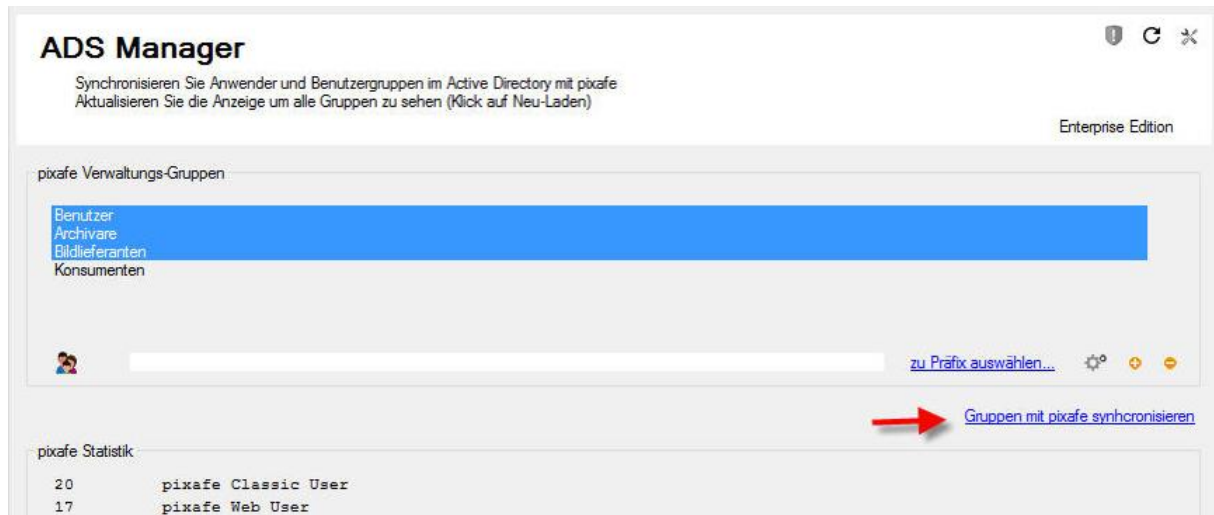 ADS Manager
Synchronisieren Sie Anwender und Benutzergruppen im Active Directory mit pixafe
Aktualisieren Sie die Anzeige um alle Gruppen zu sehen (Klick auf Neu-Laden)
Enterprise Edition
pixafe Verwaltungs-Gruppen
Benutzer
Archivare
Bildlieferanten
Konsumenten
zu Präfix auswählen...
Gruppen mit pixafe synhcronisieren
pixafe Statistik
20 pixafe Classic User
17 pixafe Web User